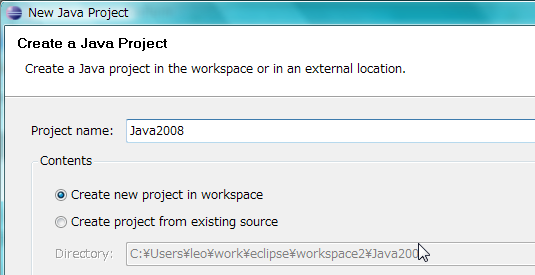 New Java Project
Create a Java Project
Create a Java project in the workspace or in an external location.
Project name: Java2008
Contents
Create new project in workspace
Create project from existing source
Directory: C:¥Users¥leo¥work¥eclipse¥workspace2¥Java200